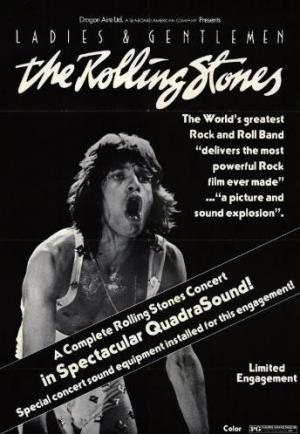 Dragon Aire Ltd. A SEABOARD AMERICAN COMPANY Presents
LADIES & GENTLEMEN
the Rolling Stones
The World's greatest
Rock and Roll Band
"delivers the most
powerful Rock
film ever made"
..."a picture and
sound explosion".
A Complete Rolling Stones Concert
in Spectacular QuadraSound!
Special concert sound equipment installed for this engagement!
Limited
Engagement
Color PG